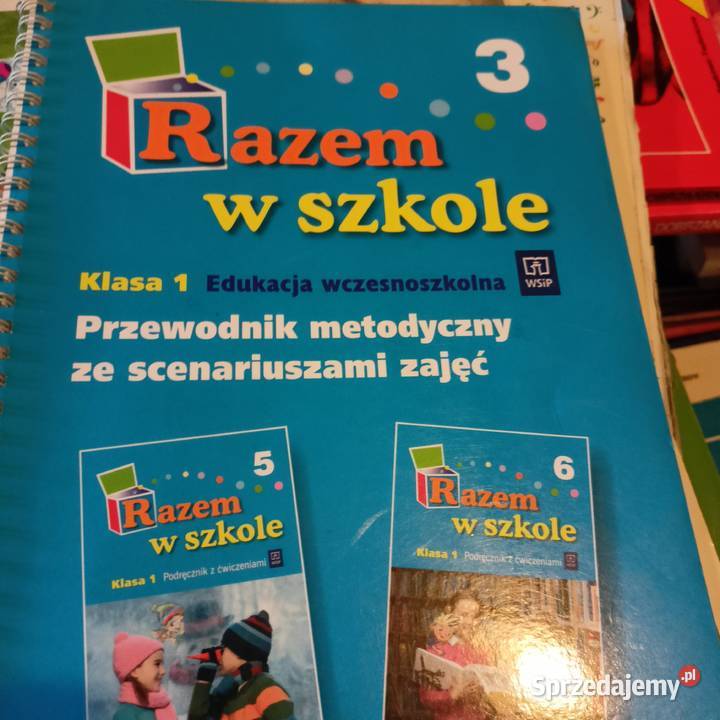 3
Razem
w szkole
Klasa 1 Edukacja wczesnoszkolna WSiP
Przewodnik metodyczny
ze scenariuszami zajęć
5
Razem
w szkole
Klasa 1 Podręcznik z ćwiczeniami
6
Razem
w szkole
Klasa 1 Podręcznik z ćwiczeniami
Sprzedajemy.pl